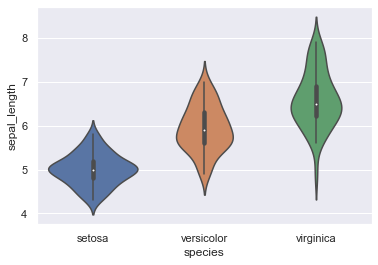 8
7
6
5
4
sepal_length
setosa
versicolor
virginica
species